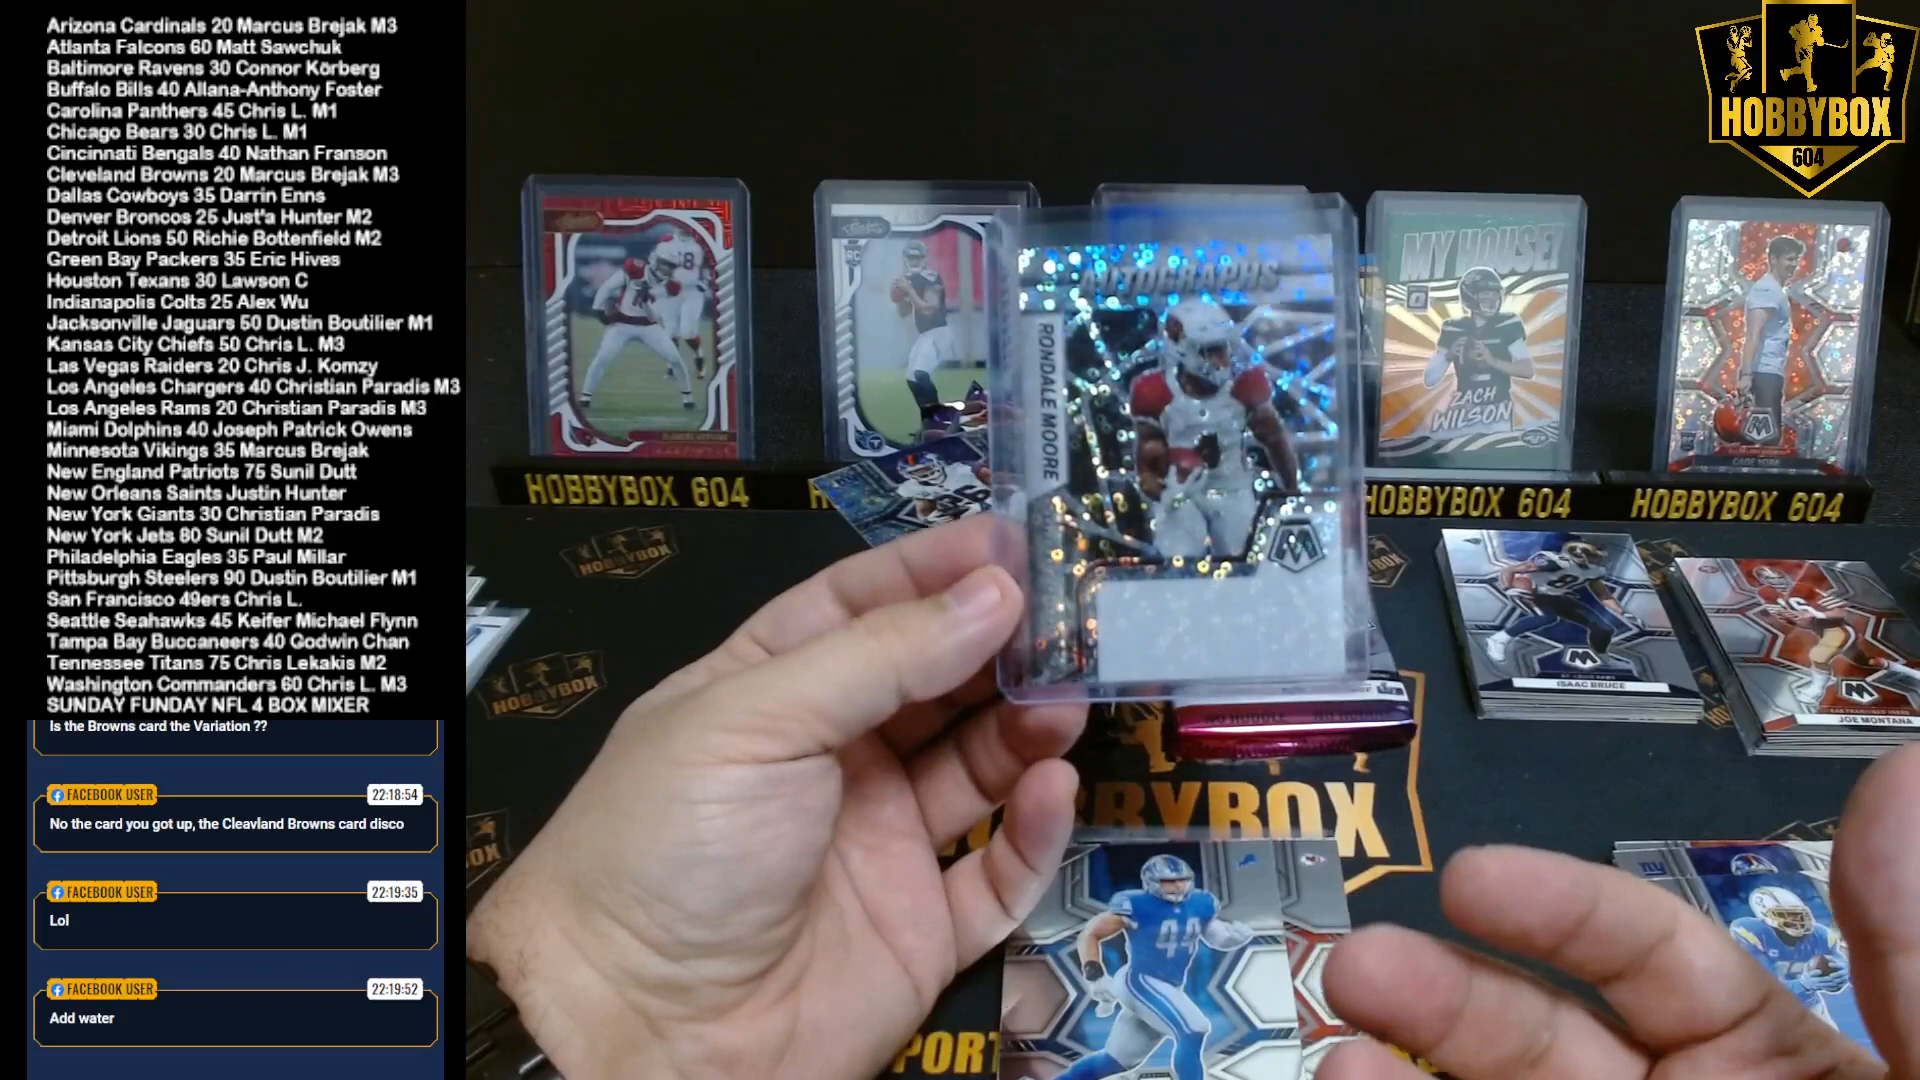 Arizona Cardinals 20 Marcus Brejak M3
Atlanta Falcons 60 Matt Sawchuk
Baltimore Ravens 30 Connor Körberg
Buffalo Bills 40 Allana-Anthony Foster
Carolina Panthers 45 Chris L. M1
Chicago Bears 30 Chris L. M1
Cincinnati Bengals 40 Nathan Franson
Cleveland Browns 20 Marcus Brejak M3
Dallas Cowboys 35 Darrin Enns
Denver Broncos 25 Just'a Hunter M2
Detroit Lions 50 Richie Bottenfield M2
Green Bay Packers 35 Eric Hives
Houston Texans 30 Lawson C
Indianapolis Colts 25 Alex Wu
Jacksonville Jaguars 50 Dustin Boutilier M1
Kansas City Chiefs 50 Chris L. M3
Las Vegas Raiders 20 Chris J. Komzy
Los Angeles Chargers 40 Christian Paradis M3
Los Angeles Rams 20 Christian Paradis M3
Miami Dolphins 40 Joseph Patrick Owens
Minnesota Vikings 35 Marcus Brejak
New England Patriots 75 Sunil Dutt
New Orleans Saints Justin Hunter
New York Giants 30 Christian Paradis
New York Jets 80 Sunil Dutt M2
Philadelphia Eagles 35 Paul Millar
Pittsburgh Steelers 90 Dustin Boutilier M1
San Francisco 49ers Chris L.
Seattle Seahawks 45 Keifer Michael Flynn
Tampa Bay Buccaneers 40 Godwin Chan
Tennessee Titans 75 Chris Lekakis M2
Washington Commanders 60 Chris L. M3
SUNDAY FUNDAY NFL 4 BOX MIXER
Is the Browns card the Variation ??
FACEBOOK USER 22:18:54
No the card you got up, the Cleavland Browns card disco
FACEBOOK USER 22:19:35
Lol
FACEBOOK USER 22:19:52
Add water
HOBBYBOX
604
AUTOGRAPHS
RONDALE MOORE
MY HOUSE!
ZACH
WILSON
RC
HOBBYBOX 604
HOBBYBOX 604
HOBBYBOX 604
HOBBYBOX
HOBBYBOX
ISAAC BRUCE
JOE MONTANA
44